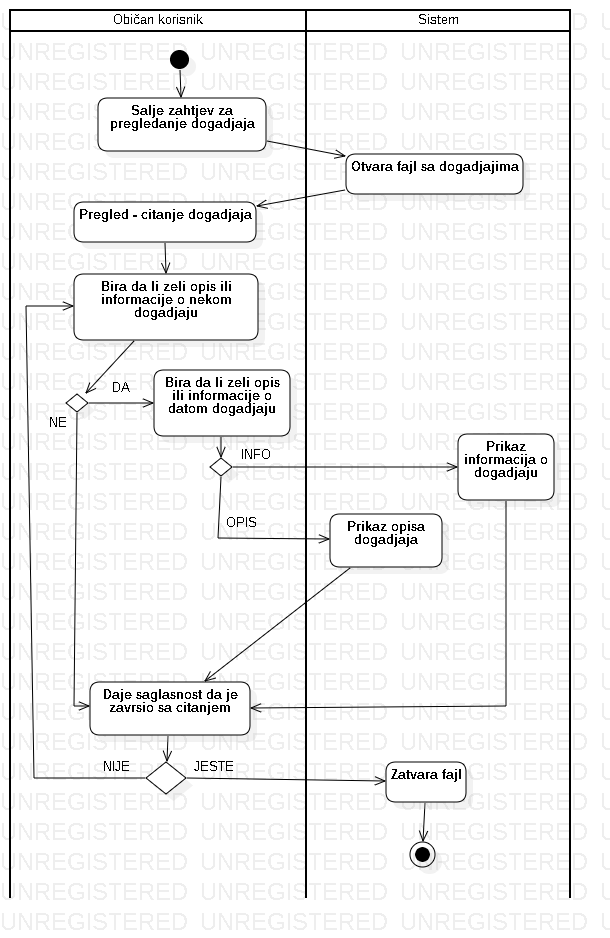 Običan korisnik
Sistem
Salje zahtjev za
pregledanje dogadjaja
Otvara fajl sa dogadjajima
Pregled - citanje dogadjaja
Bira da li zeli opis ili
informacije o nekom
dogadjaju
DA
NE
Bira da li zeli opis
ili informacije o
datom dogadjaju
INFO
OPIS
Prikaz
informacija o
dogadjaju
Prikaz opisa
dogadjaja
Daje saglasnost da je
zavrsio sa citanjem
NIJE
JESTE
Zatvara fajl
UNREGISTERED